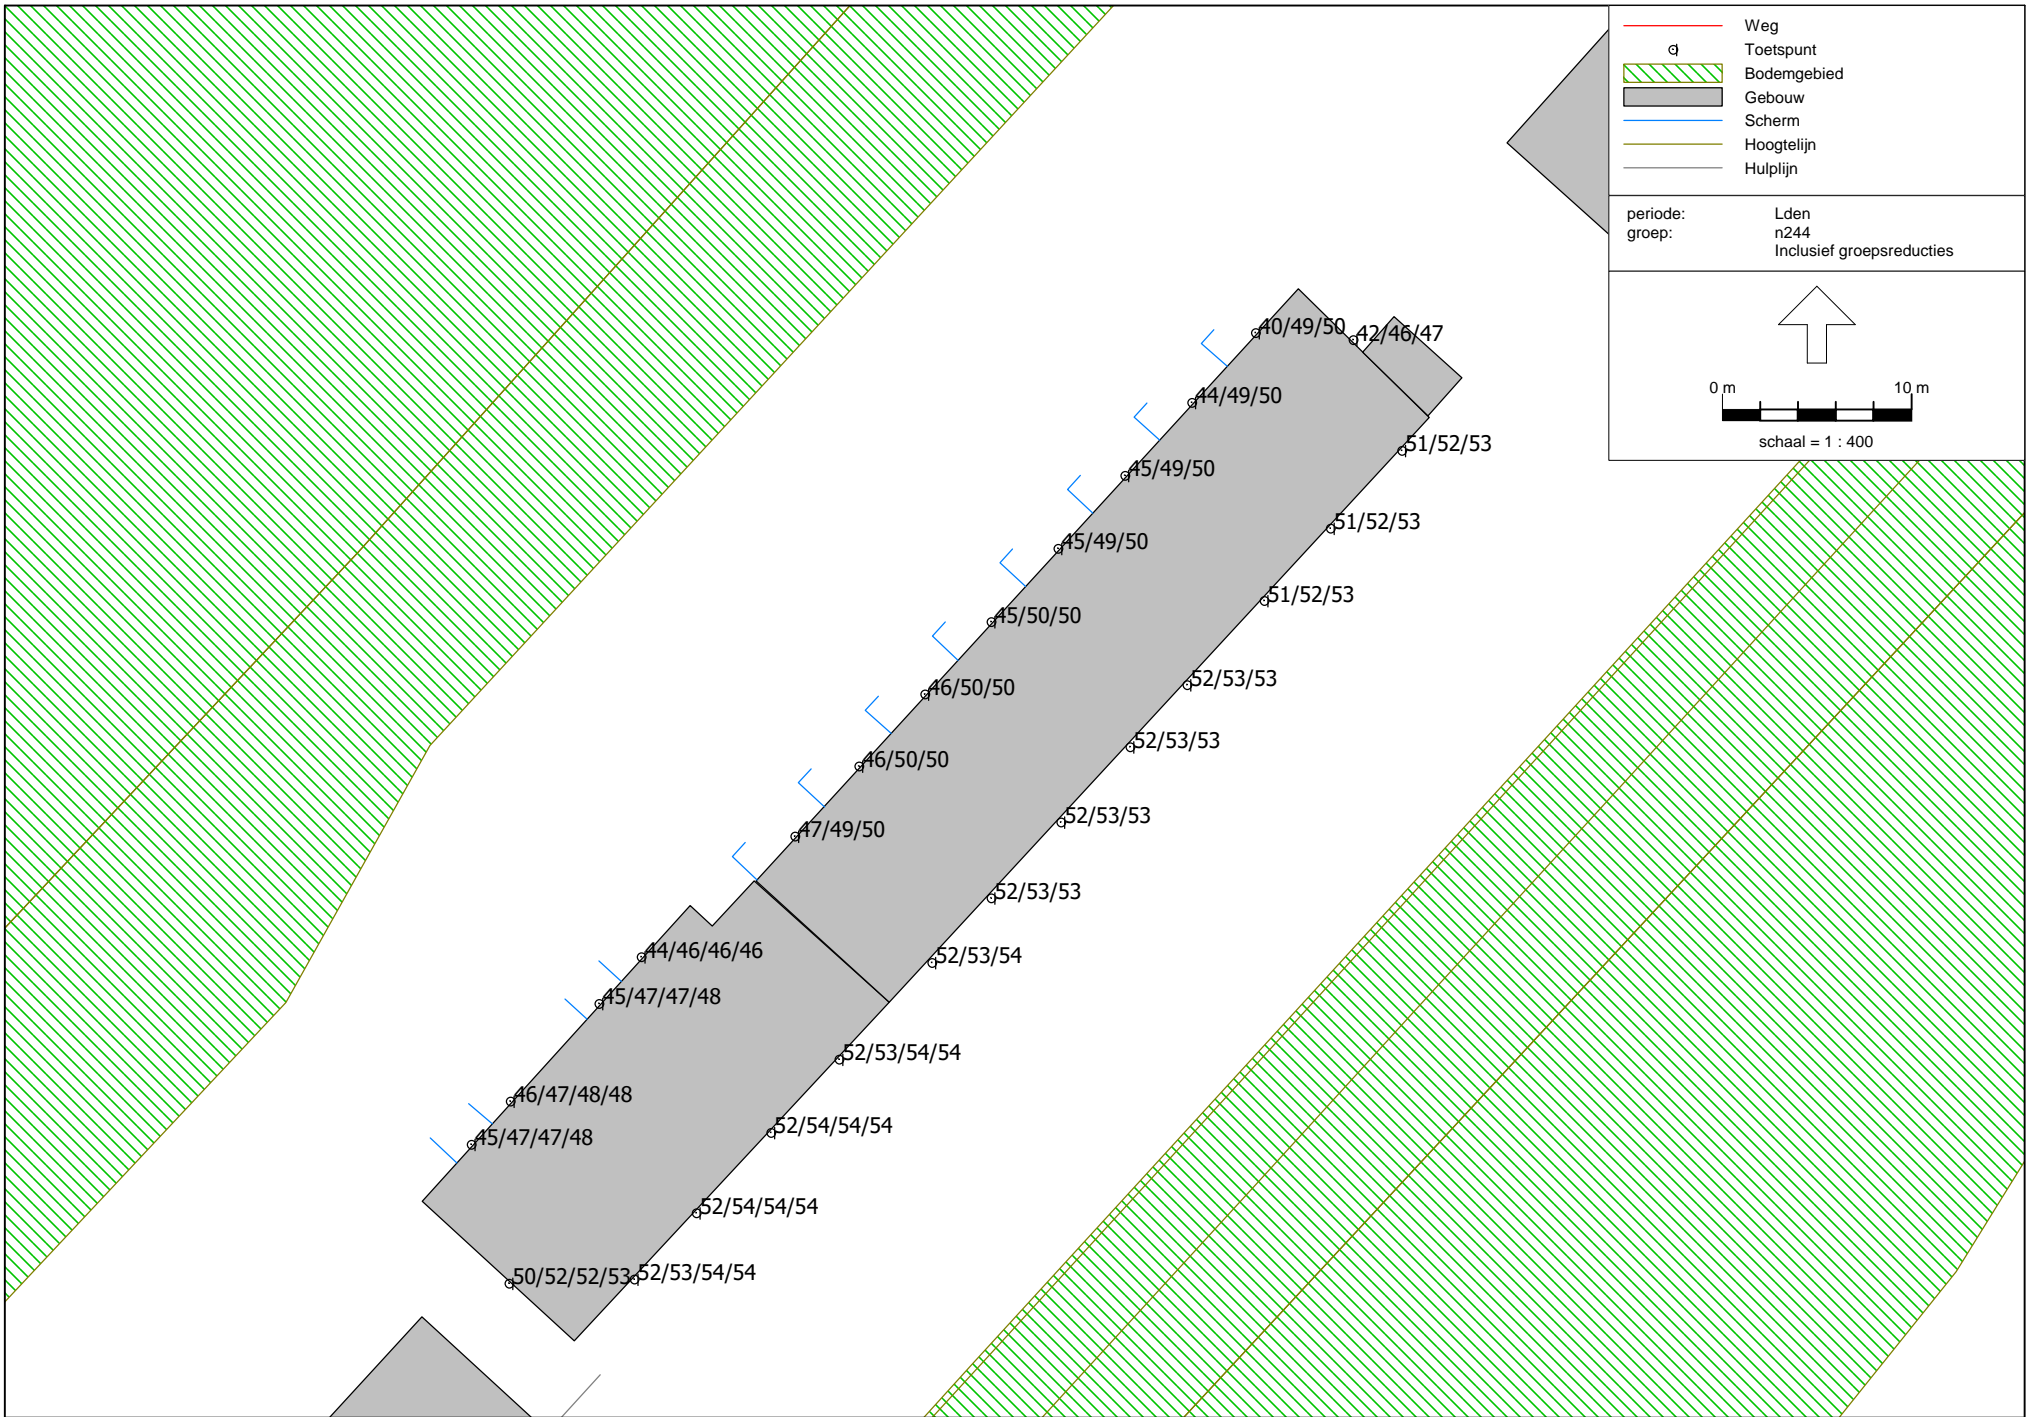 Weg
Toetspunt
Bodemgebied
Gebouw
Scherm
Hoogtelijn
Hulplijn
periode: Lden
groep: n244
Inclusief groepsreducties
0 m 10 m
schaal = 1 : 400
40/49/50
42/46/47
44/49/50
51/52/53
45/49/50
51/52/53
45/49/50
51/52/53
45/50/50
52/53/53
46/50/50
52/53/53
46/50/50
52/53/53
47/49/50
52/53/53
44/46/46/46
52/53/54
45/47/47/48
52/53/54/54
46/47/48/48
52/54/54/54
45/47/47/48
52/54/54/54
50/52/52/53
52/53/54/54